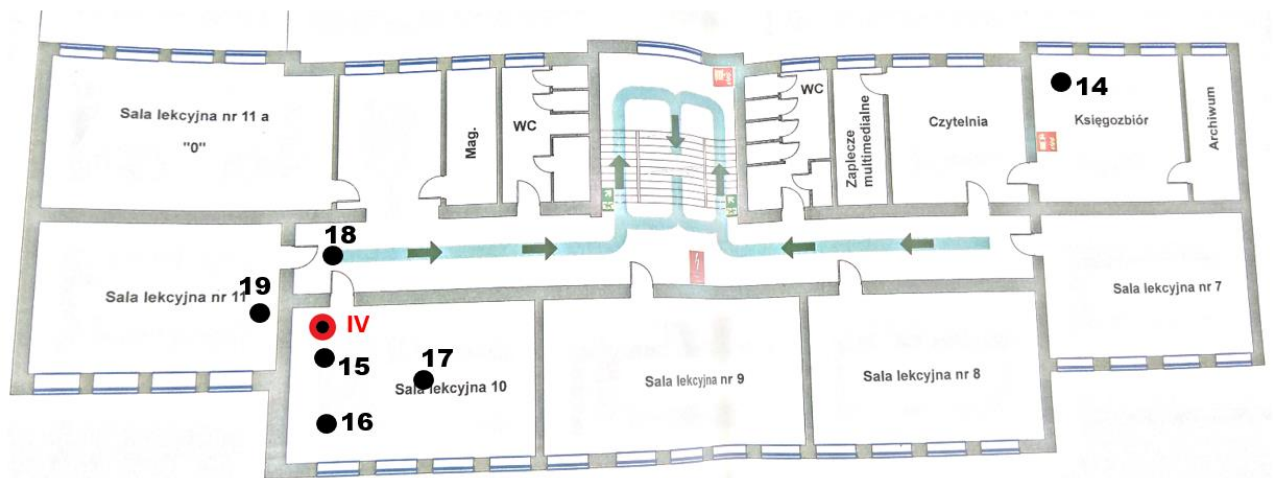 Sala lekcyjna nr 11 a
"0"
Mag.
WC
WC
Zaplecze
multimedialne
Czytelnia
14
Księgozbiór
Archiwum
18
19
Sala lekcyjna nr 11
IV
15
17
Sala lekcyjna 10
16
Sala lekcyjna nr 9
Sala lekcyjna nr 8
Sala lekcyjna nr 7